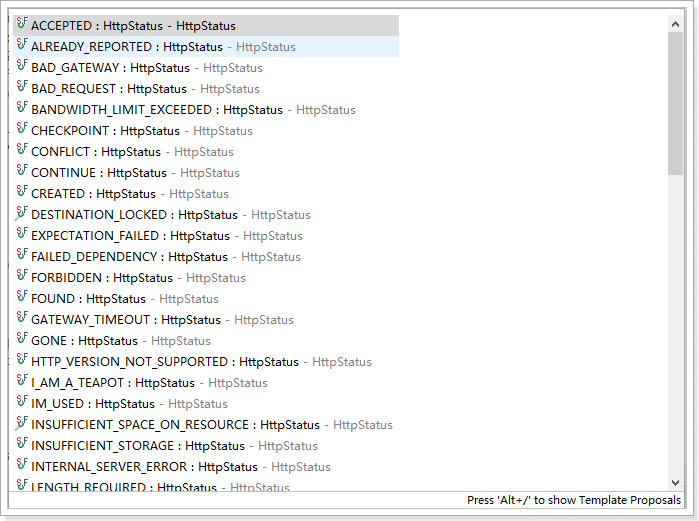 ACCEPTED : HttpStatus - HttpStatus
ALREADY_REPORTED : HttpStatus - HttpStatus
BAD_GATEWAY : HttpStatus - HttpStatus
BAD_REQUEST : HttpStatus - HttpStatus
BANDWIDTH_LIMIT_EXCEEDED : HttpStatus - HttpStatus
CHECKPOINT : HttpStatus - HttpStatus
CONFLICT : HttpStatus - HttpStatus
CONTINUE : HttpStatus - HttpStatus
CREATED : HttpStatus - HttpStatus
DESTINATION_LOCKED : HttpStatus - HttpStatus
EXPECTATION_FAILED : HttpStatus - HttpStatus
FAILED_DEPENDENCY : HttpStatus - HttpStatus
FORBIDDEN : HttpStatus - HttpStatus
FOUND : HttpStatus - HttpStatus
GATEWAY_TIMEOUT : HttpStatus - HttpStatus
GONE : HttpStatus - HttpStatus
HTTP_VERSION_NOT_SUPPORTED : HttpStatus - HttpStatus
I_AM_A_TEAPOT : HttpStatus - HttpStatus
IM_USED : HttpStatus - HttpStatus
INSUFFICIENT_SPACE_ON_RESOURCE : HttpStatus - HttpStatus
INSUFFICIENT_STORAGE : HttpStatus - HttpStatus
INTERNAL_SERVER_ERROR : HttpStatus - HttpStatus
LENGTH_REQUIRED : HttpStatus - HttpStatus
Press 'Alt+/' to show Template Proposals